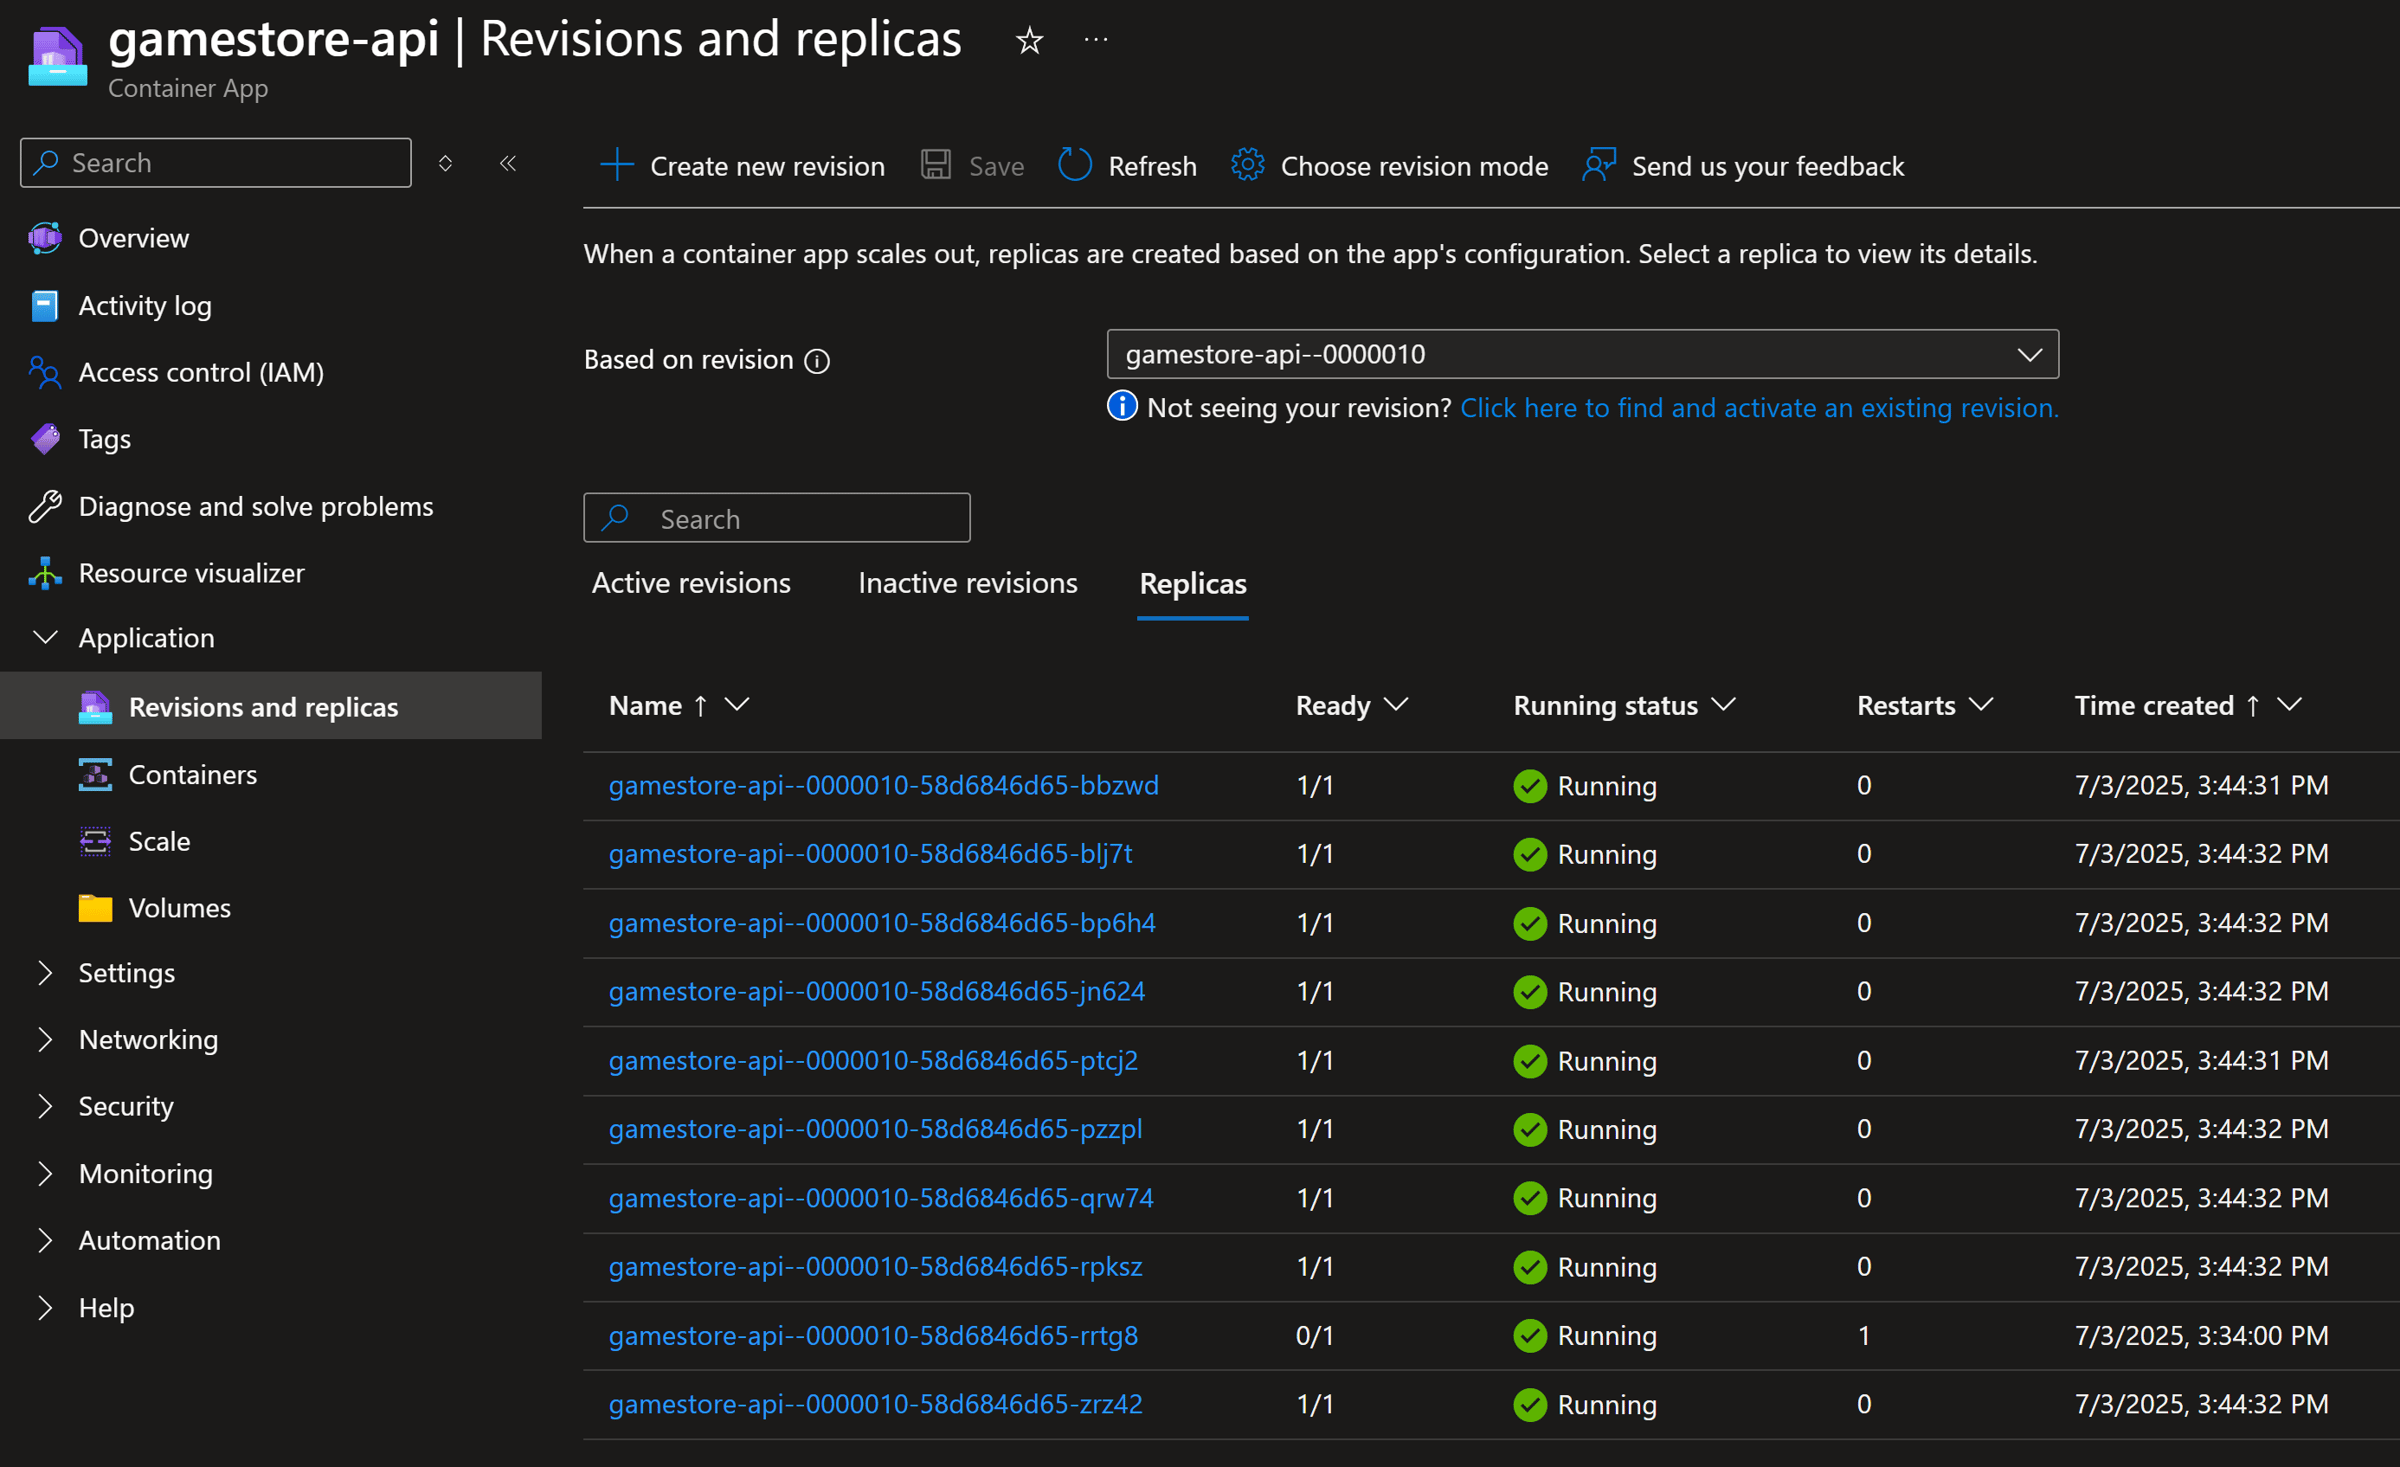 gamestore-api | Revisions and replicas
Container App
Search
Overview
Activity log
Access control (IAM)
Tags
Diagnose and solve problems
Resource visualizer
Application
Revisions and replicas
Containers
Scale
Volumes
Settings
Networking
Security
Monitoring
Automation
Help
Create new revision Save Refresh Choose revision mode Send us your feedback
When a container app scales out, replicas are created based on the app's configuration. Select a replica to view its details.
Based on revision gamestore-api--0000010
Not seeing your revision? Click here to find and activate an existing revision.
Search
Active revisions Inactive revisions Replicas
Name ↑ Ready Running status Restarts Time created ↑
gamestore-api--0000010-58d6846d65-bbzwd 1/1 Running 0 7/3/2025, 3:44:31 PM
gamestore-api--0000010-58d6846d65-blj7t 1/1 Running 0 7/3/2025, 3:44:32 PM
gamestore-api--0000010-58d6846d65-bp6h4 1/1 Running 0 7/3/2025, 3:44:32 PM
gamestore-api--0000010-58d6846d65-jn624 1/1 Running 0 7/3/2025, 3:44:32 PM
gamestore-api--0000010-58d6846d65-ptcj2 1/1 Running 0 7/3/2025, 3:44:31 PM
gamestore-api--0000010-58d6846d65-pzzpl 1/1 Running 0 7/3/2025, 3:44:32 PM
gamestore-api--0000010-58d6846d65-qrw74 1/1 Running 0 7/3/2025, 3:44:32 PM
gamestore-api--0000010-58d6846d65-rpksz 1/1 Running 0 7/3/2025, 3:44:32 PM
gamestore-api--0000010-58d6846d65-rrtg8 0/1 Running 1 7/3/2025, 3:34:00 PM
gamestore-api--0000010-58d6846d65-zrz42 1/1 Running 0 7/3/2025, 3:44:32 PM